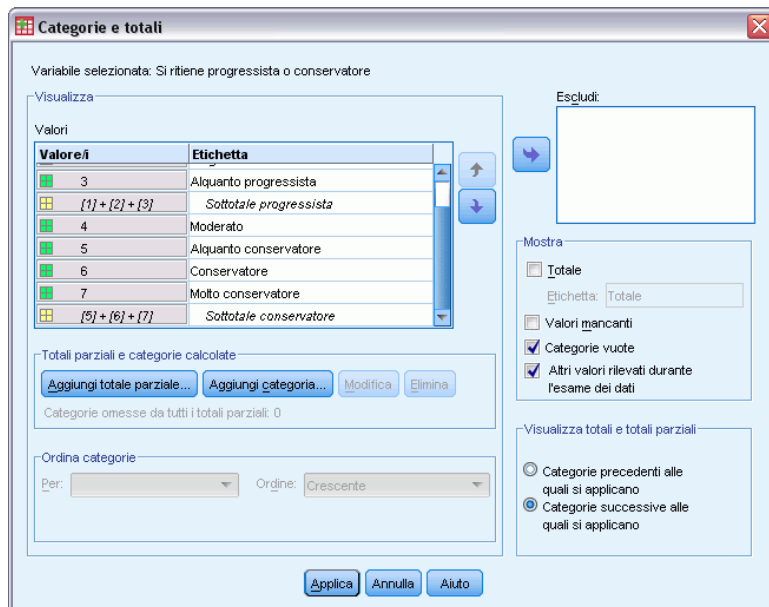 Categorie e totali
Variabile selezionata: Si ritiene progressista o conservatore
Visualizza
Valori
Valore/i Etichetta
3 Alquanto progressista
[1] + [2] + [3] Sottotale progressista
4 Moderato
5 Alquanto conservatore
6 Conservatore
7 Molto conservatore
[5] + [6] + [7] Sottotale conservatore
Totali parziali e categorie calcolate
Aggiungi totale parziale... Aggiungi categoria... Modifica Elimina
Categorie omesse da tutti i totali parziali: 0
Ordina categorie
Per: Ordine: Crescente
Escludi:
Mostra
Totale
Etichetta: Totale
Valori mancanti
Categorie vuote
Altri valori rilevati durante
l'esame dei dati
Visualizza totali e totali parziali
Categorie precedenti alle
quali si applicano
Categorie successive alle
quali si applicano
Applica Annulla Aiuto